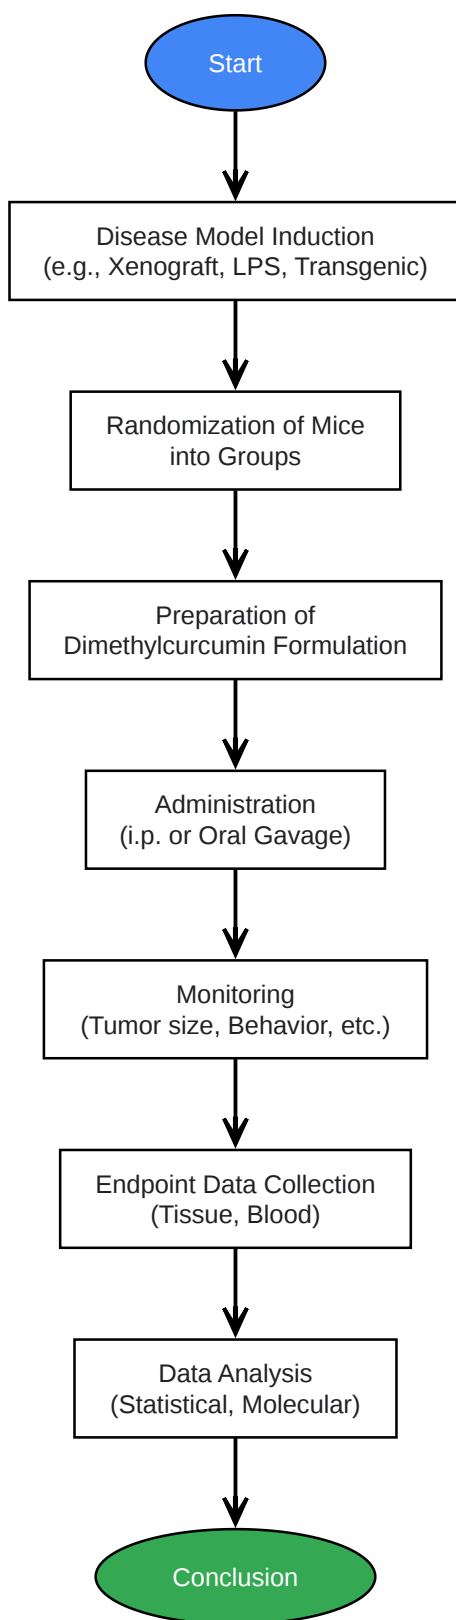 Start
Disease Model Induction
(e.g., Xenograft, LPS, Transgenic)
Randomization of Mice
into Groups
Preparation of
Dimethylcurcumin Formulation
Administration
(i.p. or Oral Gavage)
Monitoring
(Tumor size, Behavior, etc.)
Endpoint Data Collection
(Tissue, Blood)
Data Analysis
(Statistical, Molecular)
Conclusion